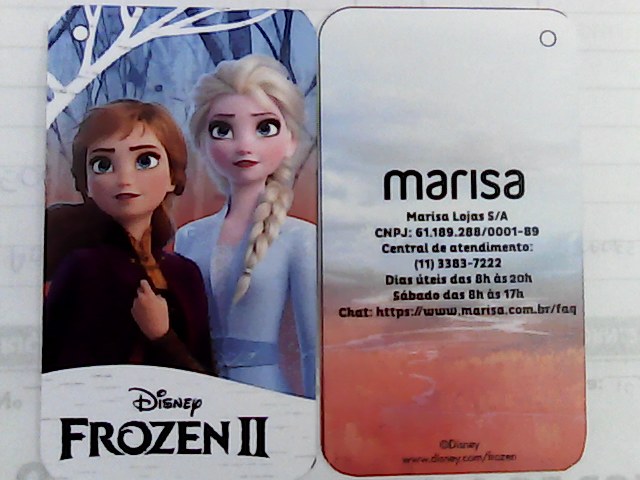 Disney
FROZEN II
marisa
Marisa Lojas S/A
CNPJ: 61.189.288/0001-89
Central de atendimento:
(11) 3383-7222
Dias úteis das 8h às 20h
Sábado das 8h às 17h
Chat: https://www.marisa.com.br/faq
©Disney
www.disney.com/frozen